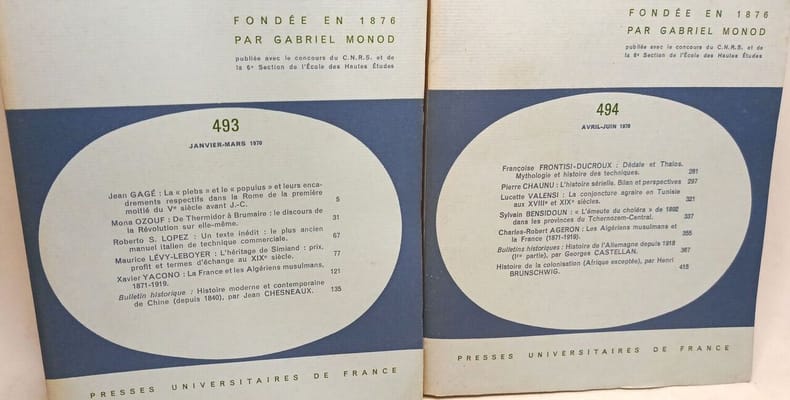 FONDÉE EN 1876
PAR GABRIEL MONOD
publiée avec le concours du C.N.R.S. et de
la 6e Section de l'École des Hautes Études
493
JANVIER-MARS 1970
Jean GAGÉ : La « plebs » et le « populus » et leurs enca-
drements respectifs dans la Rome de la première
moitié du Ve siècle avant J.-C. 5
Mona OZOUF : De Thermidor à Brumaire : le discours de
la Révolution sur elle-même. 31
Roberto S. LOPEZ : Un texte inédit : le plus ancien
manuel italien de technique commerciale. 67
Maurice LÉVY-LEBOYER : L'héritage de Simiand : prix,
profit et termes d'échange au XIXe siècle. 77
Xavier YACONO : La France et les Algériens musulmans,
1871-1919. 121
Bulletin historique : Histoire moderne et contemporaine
de Chine (depuis 1840), par Jean CHESNEAUX. 135
PRESSES UNIVERSITAIRES DE FRANCE
FONDÉE EN 1876
PAR GABRIEL MONOD
publiée avec le concours du C.N.R.S. et de
la 6e Section de l'École des Hautes Études
494
AVRIL-JUIN 1970
Françoise FRONTISI-DUCROUX : Dédale et Thalos.
Mythologie et histoire des techniques. 281
Pierre CHAUNU : L'histoire sérielle. Bilan et perspectives 297
Lucette VALENSI : La conjoncture agraire en Tunisie
aux XVIIIe et XIXe siècles. 321
Sylvain BENSIDOUN : « L'émeute du choléra » de 1892
dans les provinces du Tchernozem-Central. 337
Charles-Robert AGERON : Les Algériens musulmans et
la France (1871-1919). 355
Bulletins historiques : Histoire de l'Allemagne depuis 1918
(Ire partie), par Georges CASTELLAN. 367
Histoire de la colonisation (Afrique exceptée), par Henri
BRUNSCHWIG. 415
PRESSES UNIVERSITAIRES DE FRANCE